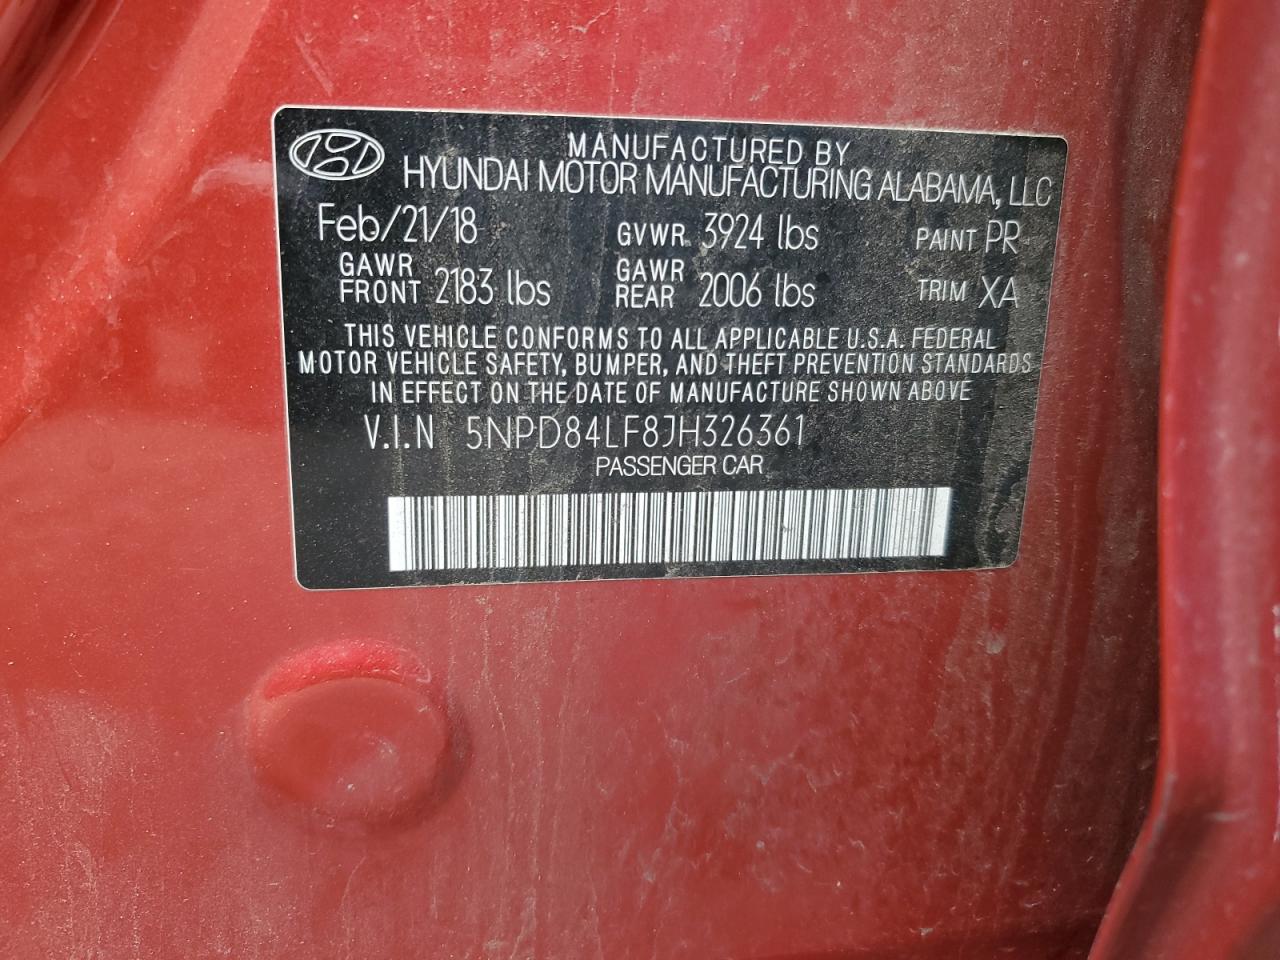 MANUFACTURED BY
HYUNDAI MOTOR MANUFACTURING ALABAMA, LLC
Feb/21/18 GVWR 3924 lbs PAINT PR
GAWR FRONT 2183 lbs GAWR REAR 2006 lbs TRIM XA
THIS VEHICLE CONFORMS TO ALL APPLICABLE U.S.A. FEDERAL
MOTOR VEHICLE SAFETY, BUMPER, AND THEFT PREVENTION STANDARDS
IN EFFECT ON THE DATE OF MANUFACTURE SHOWN ABOVE
V.I.N 5NPD84LF8JH326361
PASSENGER CAR